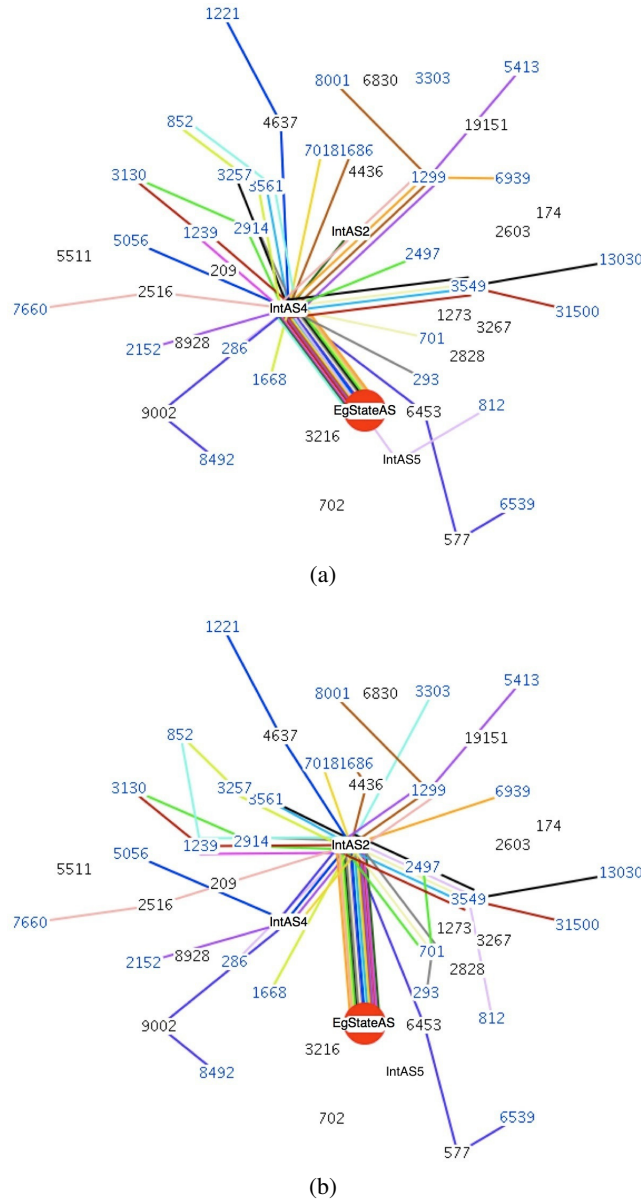 1221
8001 6830 3303 5413
852 4637 19151
70181686
3130 3257 3561 4436 1299 6939
174
5056 1239 2914 IntAS2 2603
5511 209 2497 13030
7660 2516 IntAS4 3549 31500
1273 3267
2152 8928 286 701 2828
1668 293
9002 EgStateAS 6453 812
3216
8492 IntAS5
702 6539
577
(a)
1221
8001 6830 3303 5413
852 4637 19151
70181686
3130 3257 3561 4436 1299 6939
174
5056 1239 2914 IntAS2 2603
5511 209 2497 13030
7660 2516 IntAS4 3549 31500
1273 3267
2152 8928 286 701 2828
1668 293
9002 EgStateAS 6453 812
3216
8492 IntAS5
702 6539
577
(b)